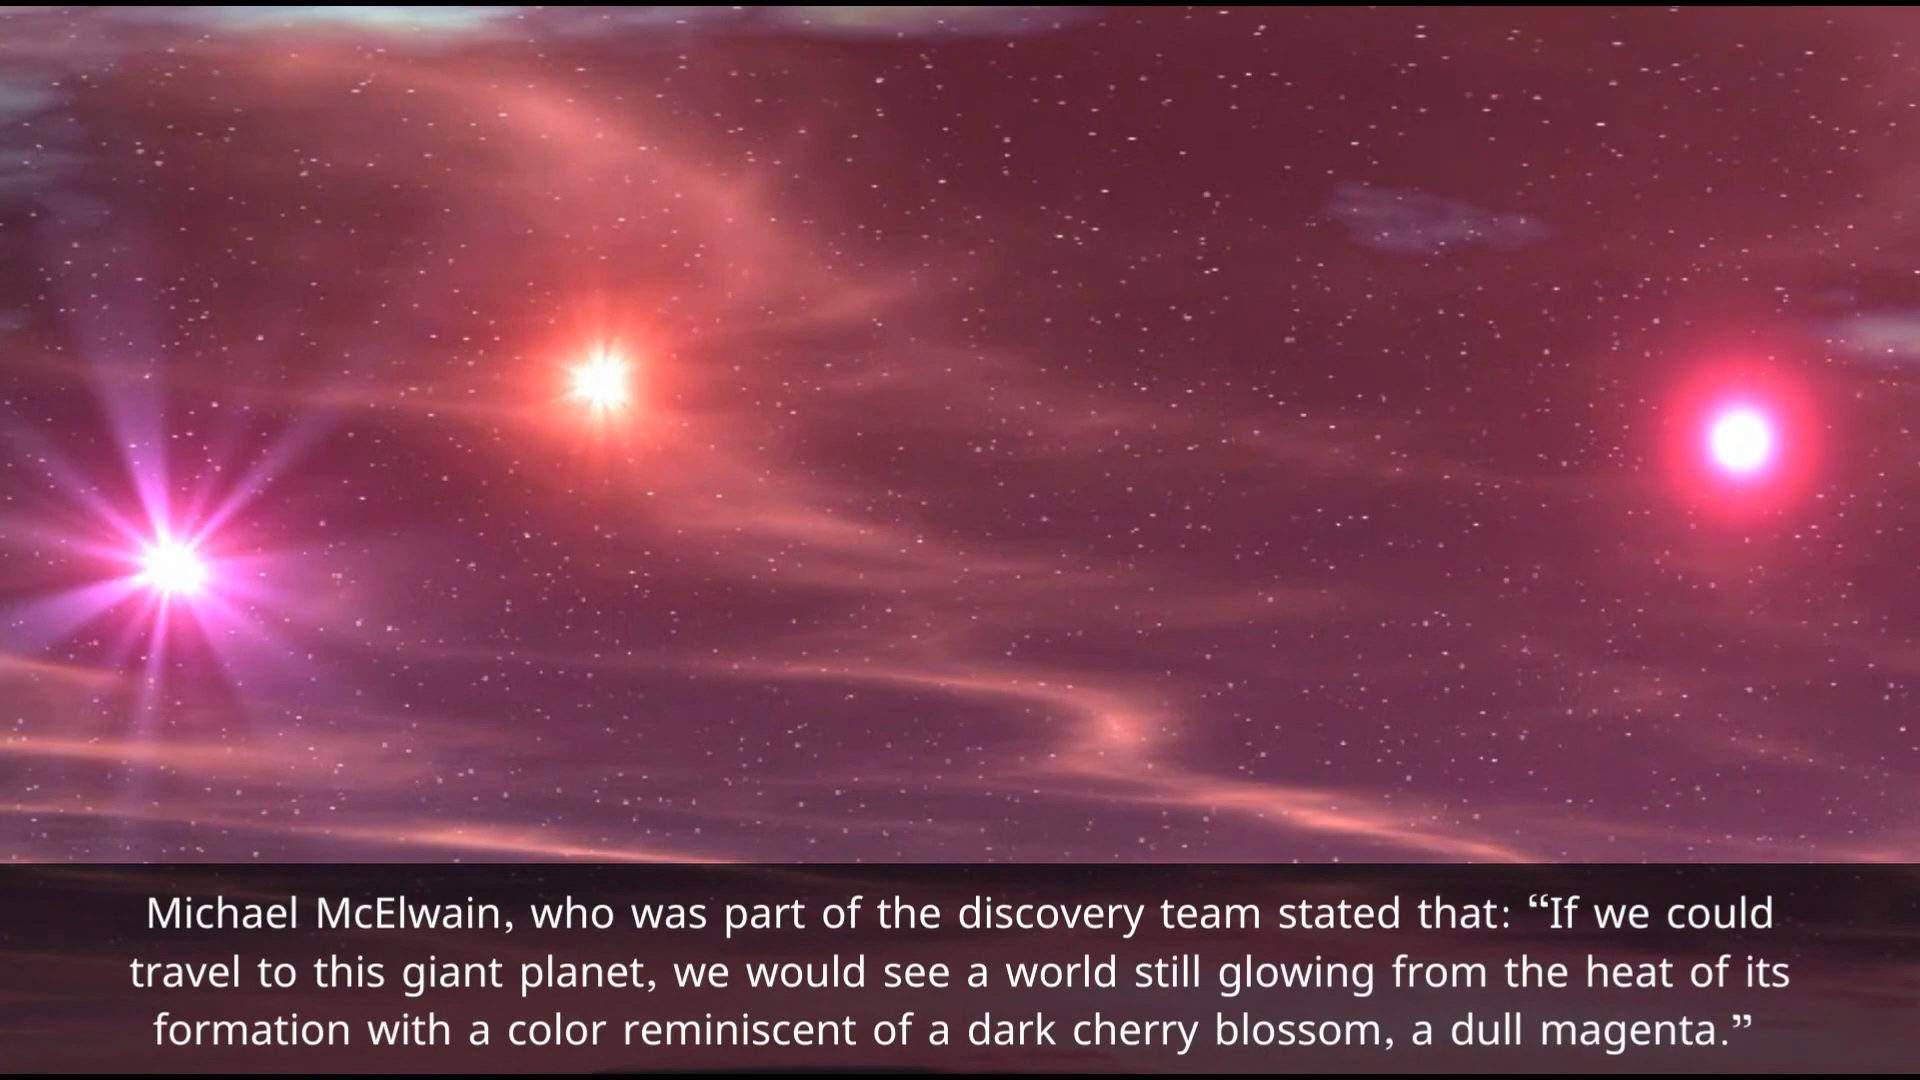 Michael McElwain, who was part of the discovery team stated that: “If we could
travel to this giant planet, we would see a world still glowing from the heat of its
formation with a color reminiscent of a dark cherry blossom, a dull magenta.”